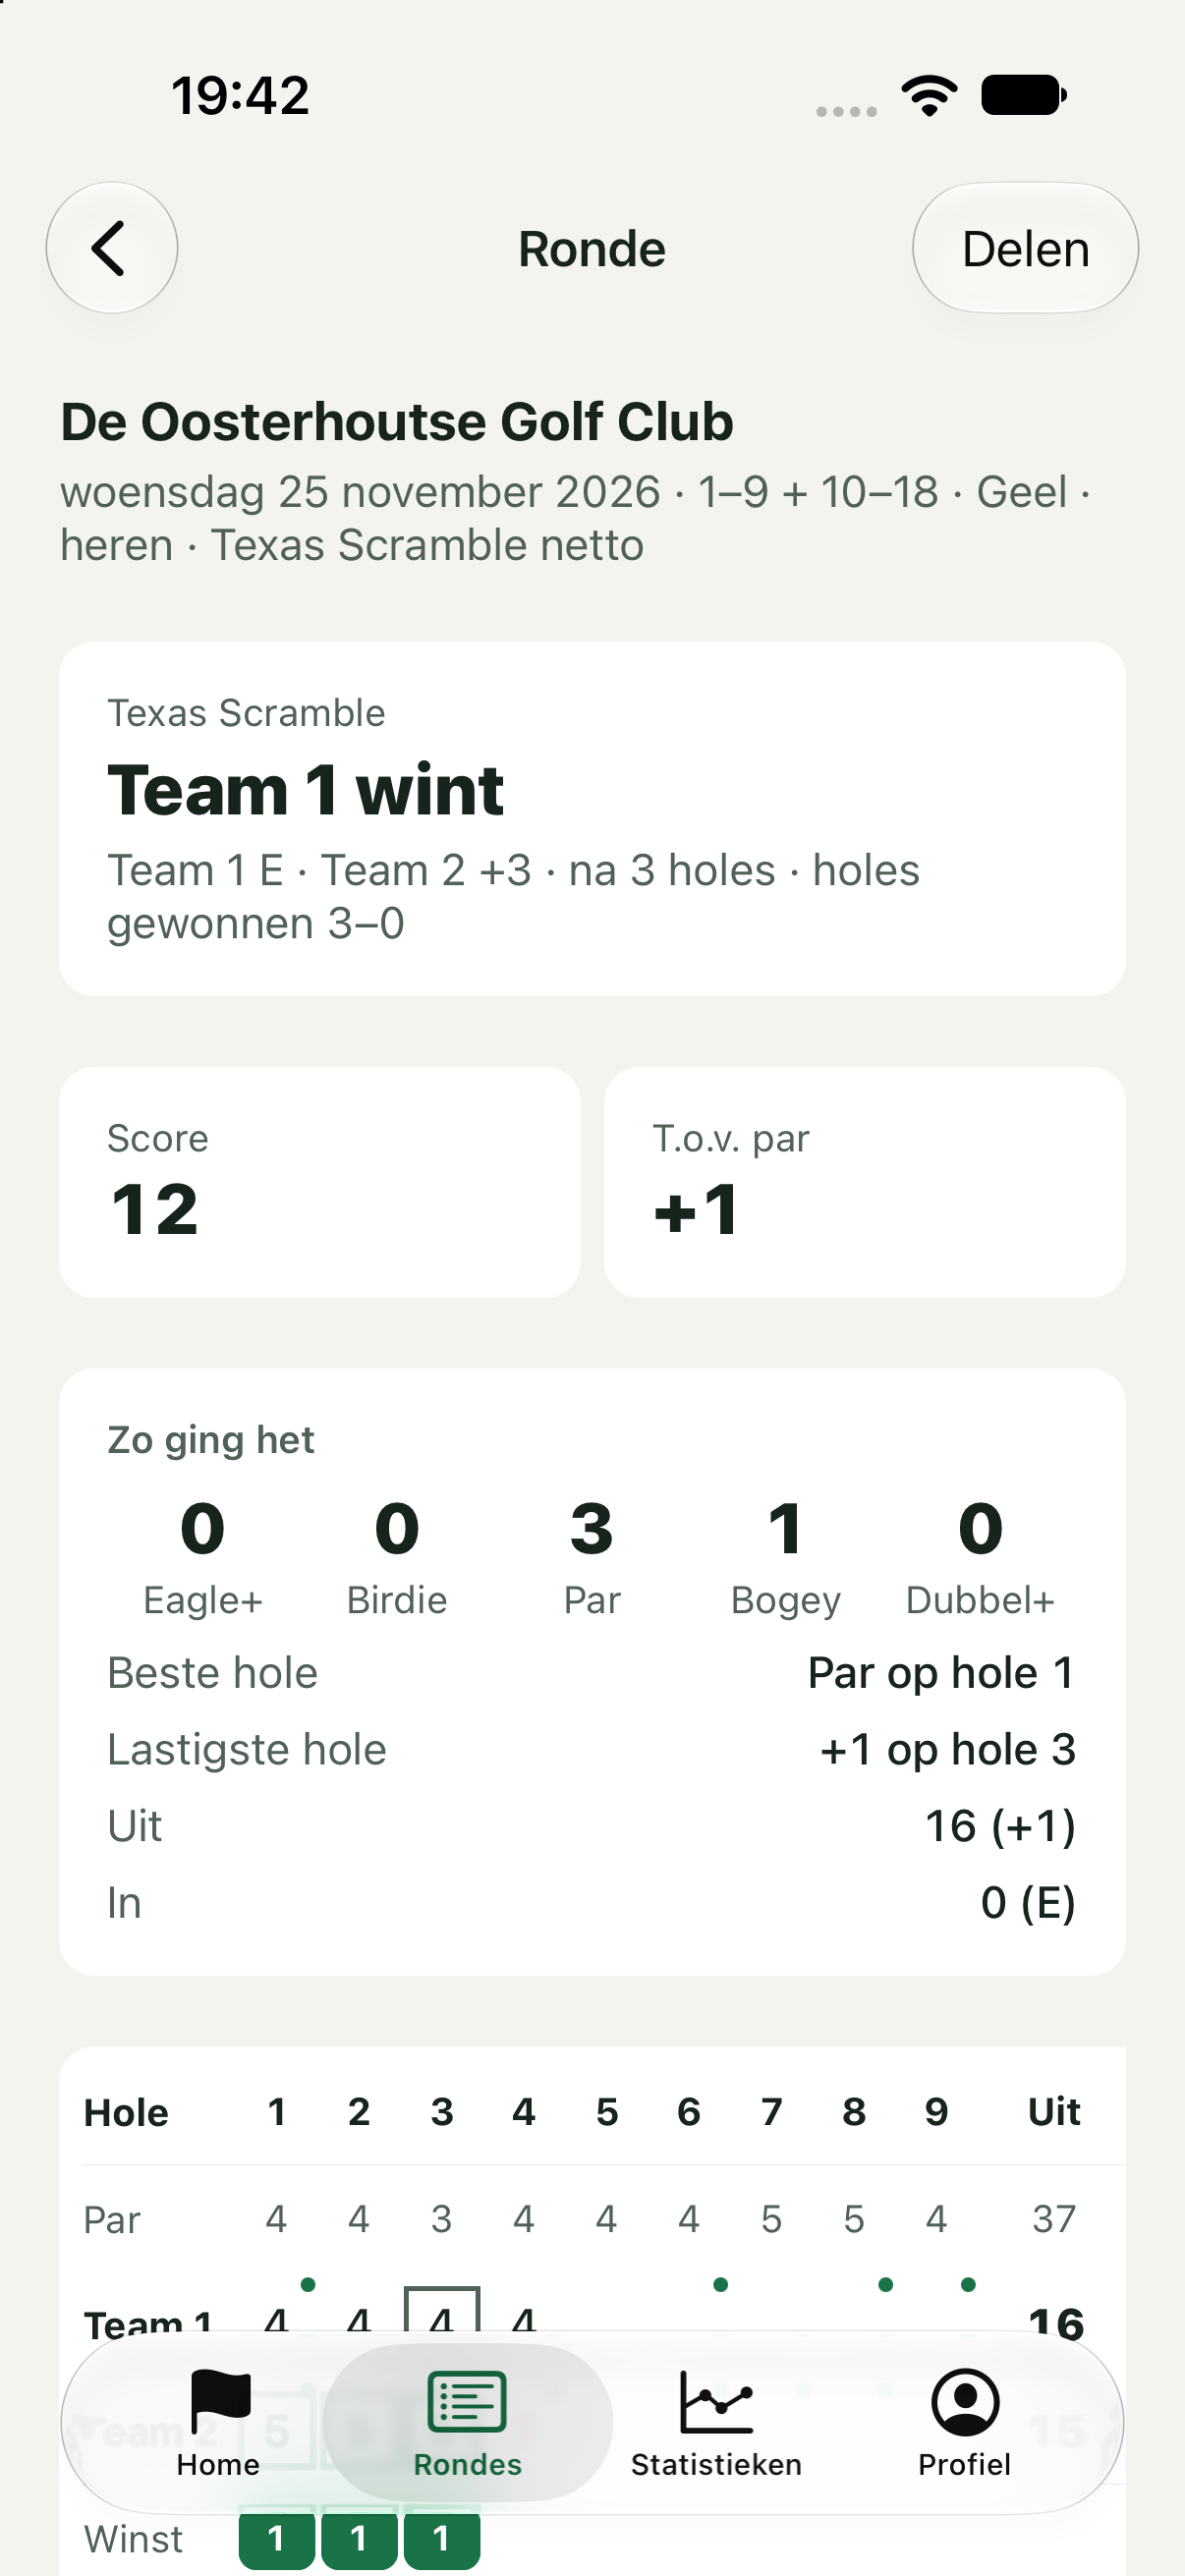 19:42
Ronde
Delen
De Oosterhoutse Golf Club
woensdag 25 november 2026 · 1–9 + 10–18 · Geel ·
heren · Texas Scramble netto
Texas Scramble
Team 1 wint
Team 1 E · Team 2 +3 · na 3 holes · holes
gewonnen 3–0
Score
12
T.o.v. par
+1
Zo ging het
0 0 3 1 0
Eagle+ Birdie Par Bogey Dubbel+
Beste hole Par op hole 1
Lastigste hole +1 op hole 3
Uit 16 (+1)
In 0 (E)
Hole 1 2 3 4 5 6 7 8 9 Uit
Par 4 4 3 4 4 4 5 5 4 37
Team 1 4 4 4 4 16
Team 2 5 15
Home Rondes Statistieken Profiel
Winst 1 1 1